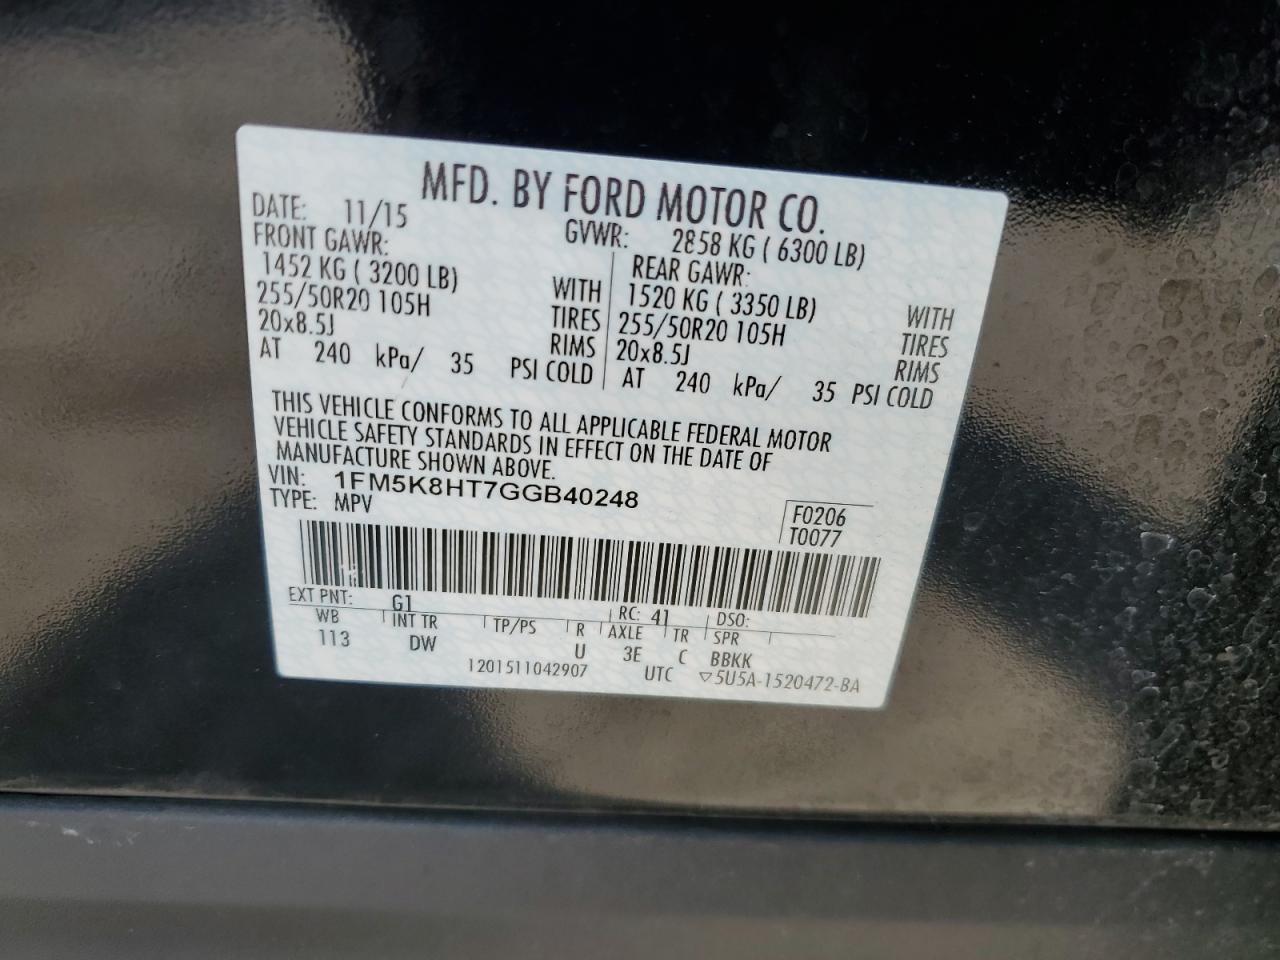 MFD. BY FORD MOTOR CO.
DATE: 11/15 GVWR: 2858 KG ( 6300 LB)
FRONT GAWR: REAR GAWR:
1452 KG ( 3200 LB) WITH 1520 KG ( 3350 LB) WITH
255/50R20 105H TIRES 255/50R20 105H TIRES
20x8.5J RIMS 20x8.5J RIMS
AT 240 kPa/ 35 PSI COLD AT 240 kPa/ 35 PSI COLD
THIS VEHICLE CONFORMS TO ALL APPLICABLE FEDERAL MOTOR
VEHICLE SAFETY STANDARDS IN EFFECT ON THE DATE OF
MANUFACTURE SHOWN ABOVE.
VIN: 1FM5K8HT7GGB40248
TYPE: MPV F0206
T0077
EXT PNT: G1 RC: 41 DSO:
WB INT TR TP/PS R AXLE TR SPR
113 DW U 3E C BBKK
1201511042907 UTC ▽5U5A-1520472-BA